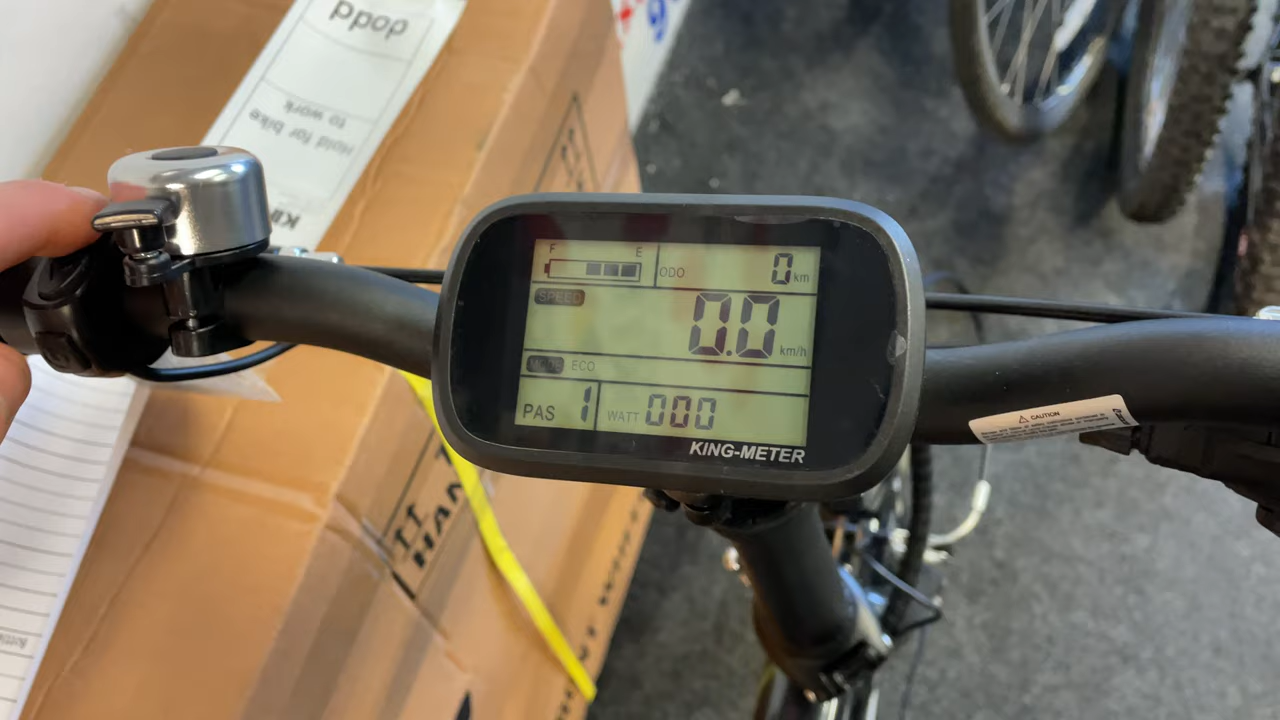 ppop
Hold for bike
to work
F E
ODO 0 km
SPEED
0.0 km/h
MODE ECO
PAS 1 WATT 000
KING-METER
CAUTION
HAN